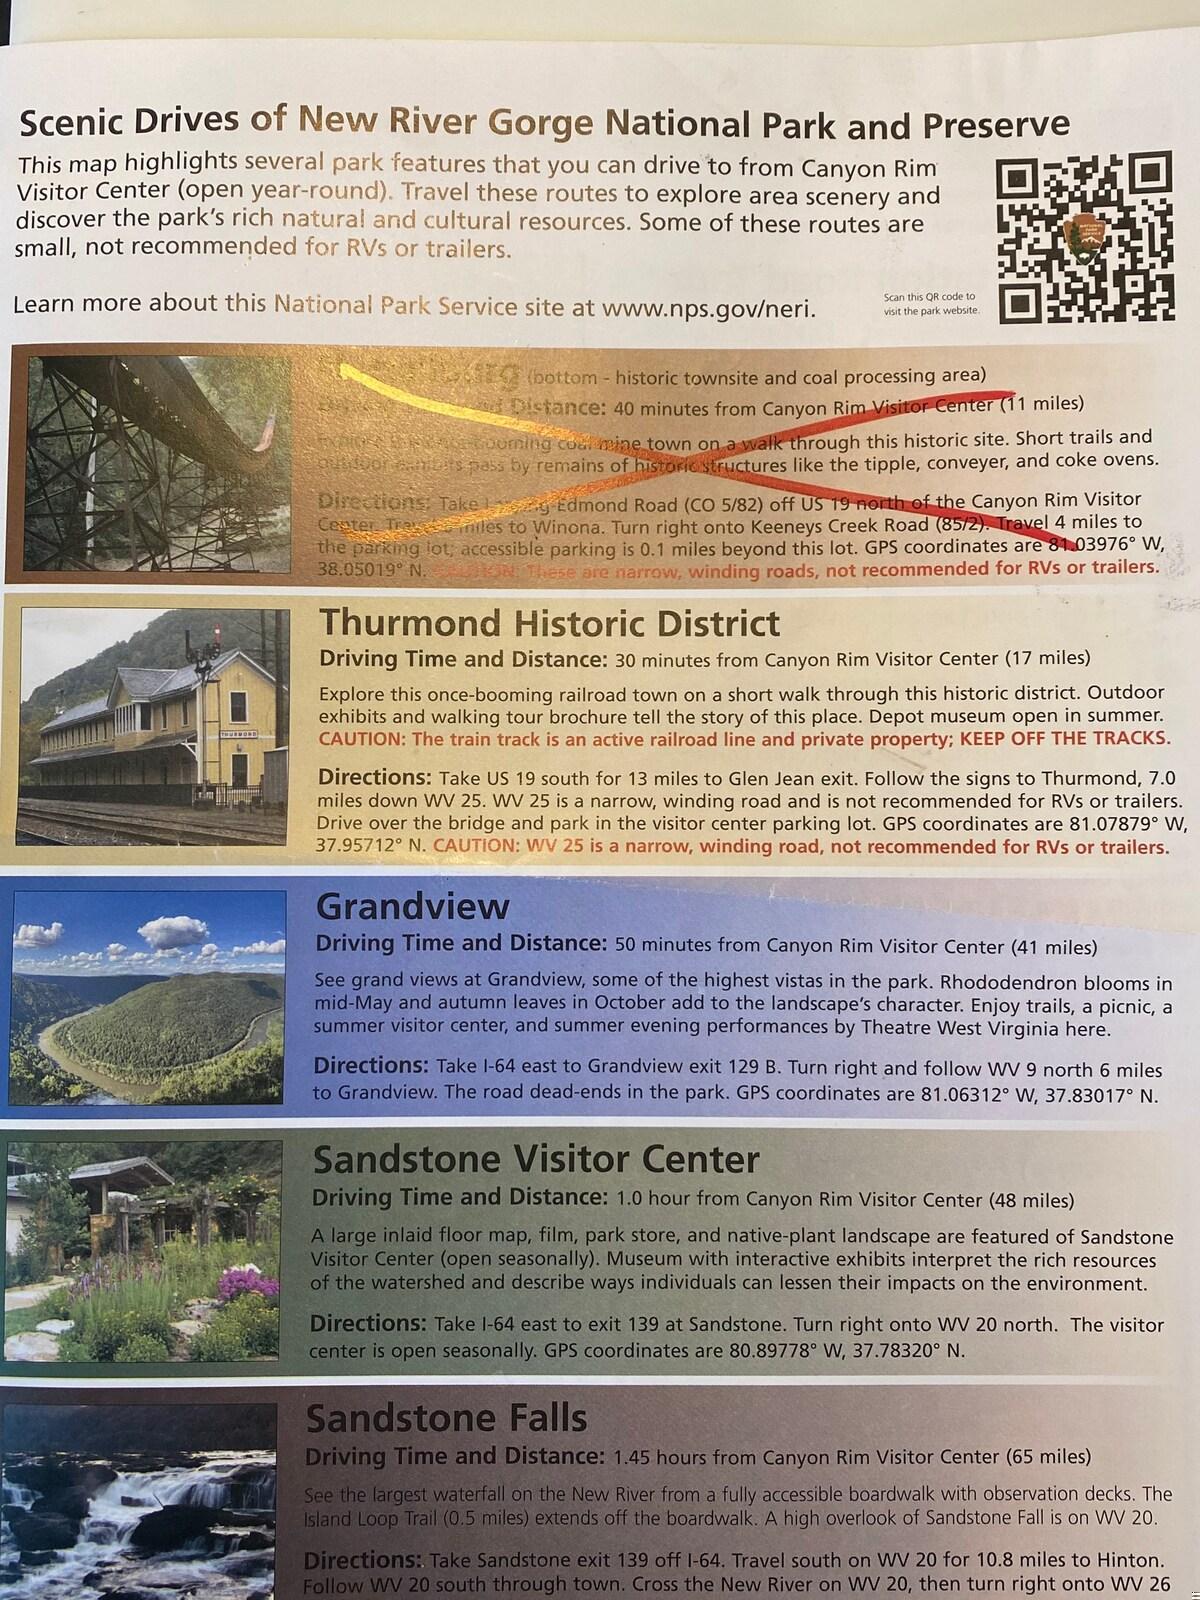 Scenic Drives of New River Gorge National Park and Preserve
This map highlights several park features that you can drive to from Canyon Rim
Visitor Center (open year-round). Travel these routes to explore area scenery and
discover the park's rich natural and cultural resources. Some of these routes are
small, not recommended for RVs or trailers.
Learn more about this National Park Service site at www.nps.gov/neri.
Scan this QR code to
visit the park website.
NATIONAL
PARK
SERVICE
(bottom - historic townsite and coal processing area)
Distance: 40 minutes from Canyon Rim Visitor Center (11 miles)
coal mine town on a walk through this historic site. Short trails and
outdoor exhibits pass by remains of historic structures like the tipple, conveyer, and coke ovens.
Directions: Take Edmond Road (CO 5/82) off US 19 north of the Canyon Rim Visitor
Center. Travel miles to Winona. Turn right onto Keeneys Creek Road (85/2). Travel 4 miles to
the parking lot; accessible parking is 0.1 miles beyond this lot. GPS coordinates are 81.03976° W,
38.05019° N. CAUTION: These are narrow, winding roads, not recommended for RVs or trailers.
THURMOND
Thurmond Historic District
Driving Time and Distance: 30 minutes from Canyon Rim Visitor Center (17 miles)
Explore this once-booming railroad town on a short walk through this historic district. Outdoor
exhibits and walking tour brochure tell the story of this place. Depot museum open in summer.
CAUTION: The train track is an active railroad line and private property; KEEP OFF THE TRACKS.
Directions: Take US 19 south for 13 miles to Glen Jean exit. Follow the signs to Thurmond, 7.0
miles down WV 25. WV 25 is a narrow, winding road and is not recommended for RVs or trailers.
Drive over the bridge and park in the visitor center parking lot. GPS coordinates are 81.07879° W,
37.95712° N. CAUTION: WV 25 is a narrow, winding road, not recommended for RVs or trailers.
Grandview
Driving Time and Distance: 50 minutes from Canyon Rim Visitor Center (41 miles)
See grand views at Grandview, some of the highest vistas in the park. Rhododendron blooms in
mid-May and autumn leaves in October add to the landscape's character. Enjoy trails, a picnic, a
summer visitor center, and summer evening performances by Theatre West Virginia here.
Directions: Take I-64 east to Grandview exit 129 B. Turn right and follow WV 9 north 6 miles
to Grandview. The road dead-ends in the park. GPS coordinates are 81.06312° W, 37.83017° N.
Sandstone Visitor Center
Driving Time and Distance: 1.0 hour from Canyon Rim Visitor Center (48 miles)
A large inlaid floor map, film, park store, and native-plant landscape are featured of Sandstone
Visitor Center (open seasonally). Museum with interactive exhibits interpret the rich resources
of the watershed and describe ways individuals can lessen their impacts on the environment.
Directions: Take I-64 east to exit 139 at Sandstone. Turn right onto WV 20 north. The visitor
center is open seasonally. GPS coordinates are 80.89778° W, 37.78320° N.
Sandstone Falls
Driving Time and Distance: 1.45 hours from Canyon Rim Visitor Center (65 miles)
See the largest waterfall on the New River from a fully accessible boardwalk with observation decks. The
Island Loop Trail (0.5 miles) extends off the boardwalk. A high overlook of Sandstone Fall is on WV 20.
Directions: Take Sandstone exit 139 off I-64. Travel south on WV 20 for 10.8 miles to Hinton.
Follow WV 20 south through town. Cross the New River on WV 20, then turn right onto WV 26